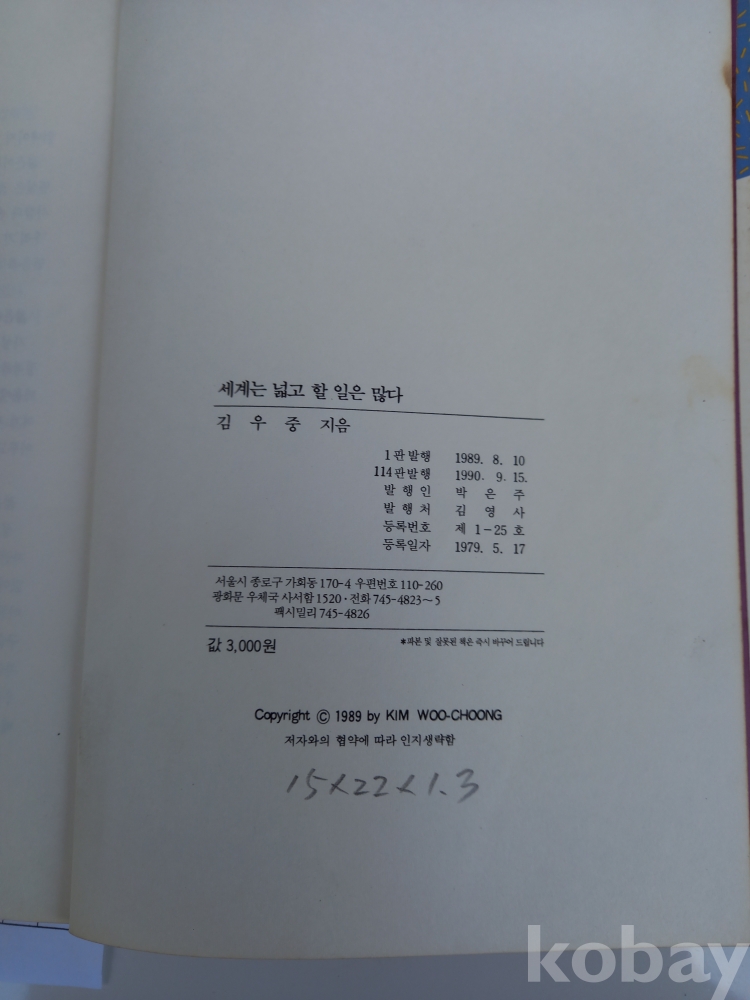 세계는 넓고 할 일은 많다
김 우 중 지음
1판발행 1989. 8. 10
114판발행 1990. 9. 15.
발 행 인 박 은 주
발 행 처 김 영 사
등록번호 제 1-25 호
등록일자 1979. 5. 17
서울시 종로구 가회동 170-4 우편번호 110-260
광화문 우체국 사서함 1520·전화 745-4823~5
팩시밀리 745-4826
값 3,000원 *파본 및 잘못된 책은 즉시 바꾸어 드립니다
Copyright © 1989 by KIM WOO-CHOONG
저자와의 협약에 따라 인지생략함
15x22x1.3
kobay